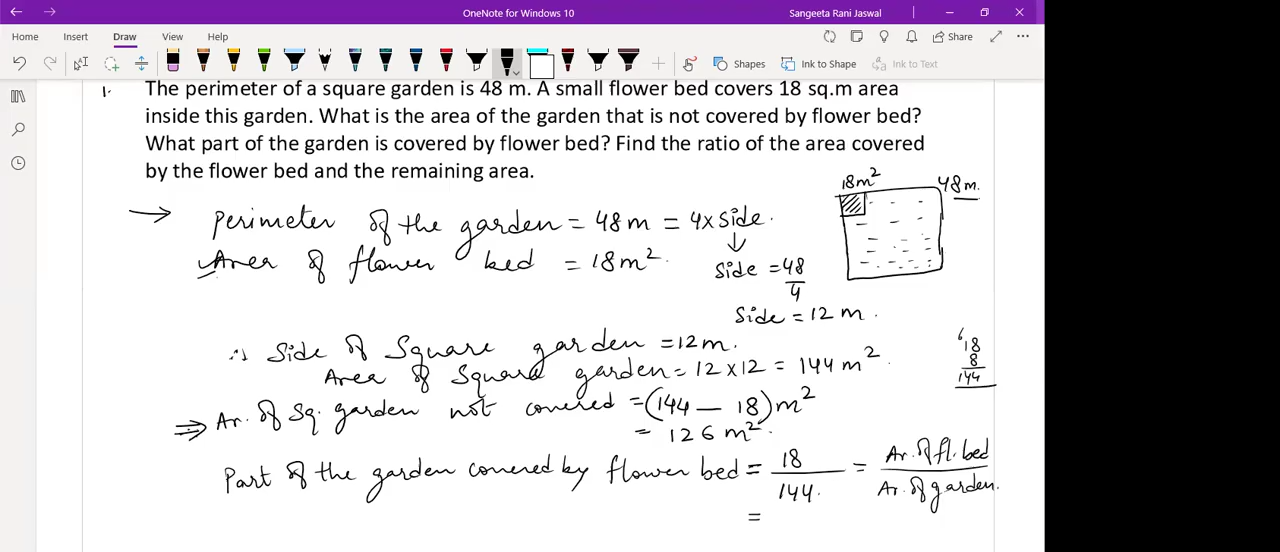 OneNote for Windows 10
Sangeeta Rani Jaswal
Home Insert Draw View Help
Share
Shapes Ink to Shape Ink to Text
1. The perimeter of a square garden is 48 m. A small flower bed covers 18 sq.m area
inside this garden. What is the area of the garden that is not covered by flower bed?
What part of the garden is covered by flower bed? Find the ratio of the area covered
by the flower bed and the remaining area.
18m² 48m.
→ Perimeter of the garden = 48m = 4×Side.
Area of flower bed = 18m².
Side = 48/4
Side = 12 m.
∴ Side of Square garden = 12m.
Area of Square garden = 12 × 12 = 144 m².
6
18
8
144
⇒ Ar. of Sq. garden not covered = (144 – 18) m²
= 126 m².
Part of the garden covered by flower bed = 18/144. = Ar. of fl. bed/Ar. of garden.
=